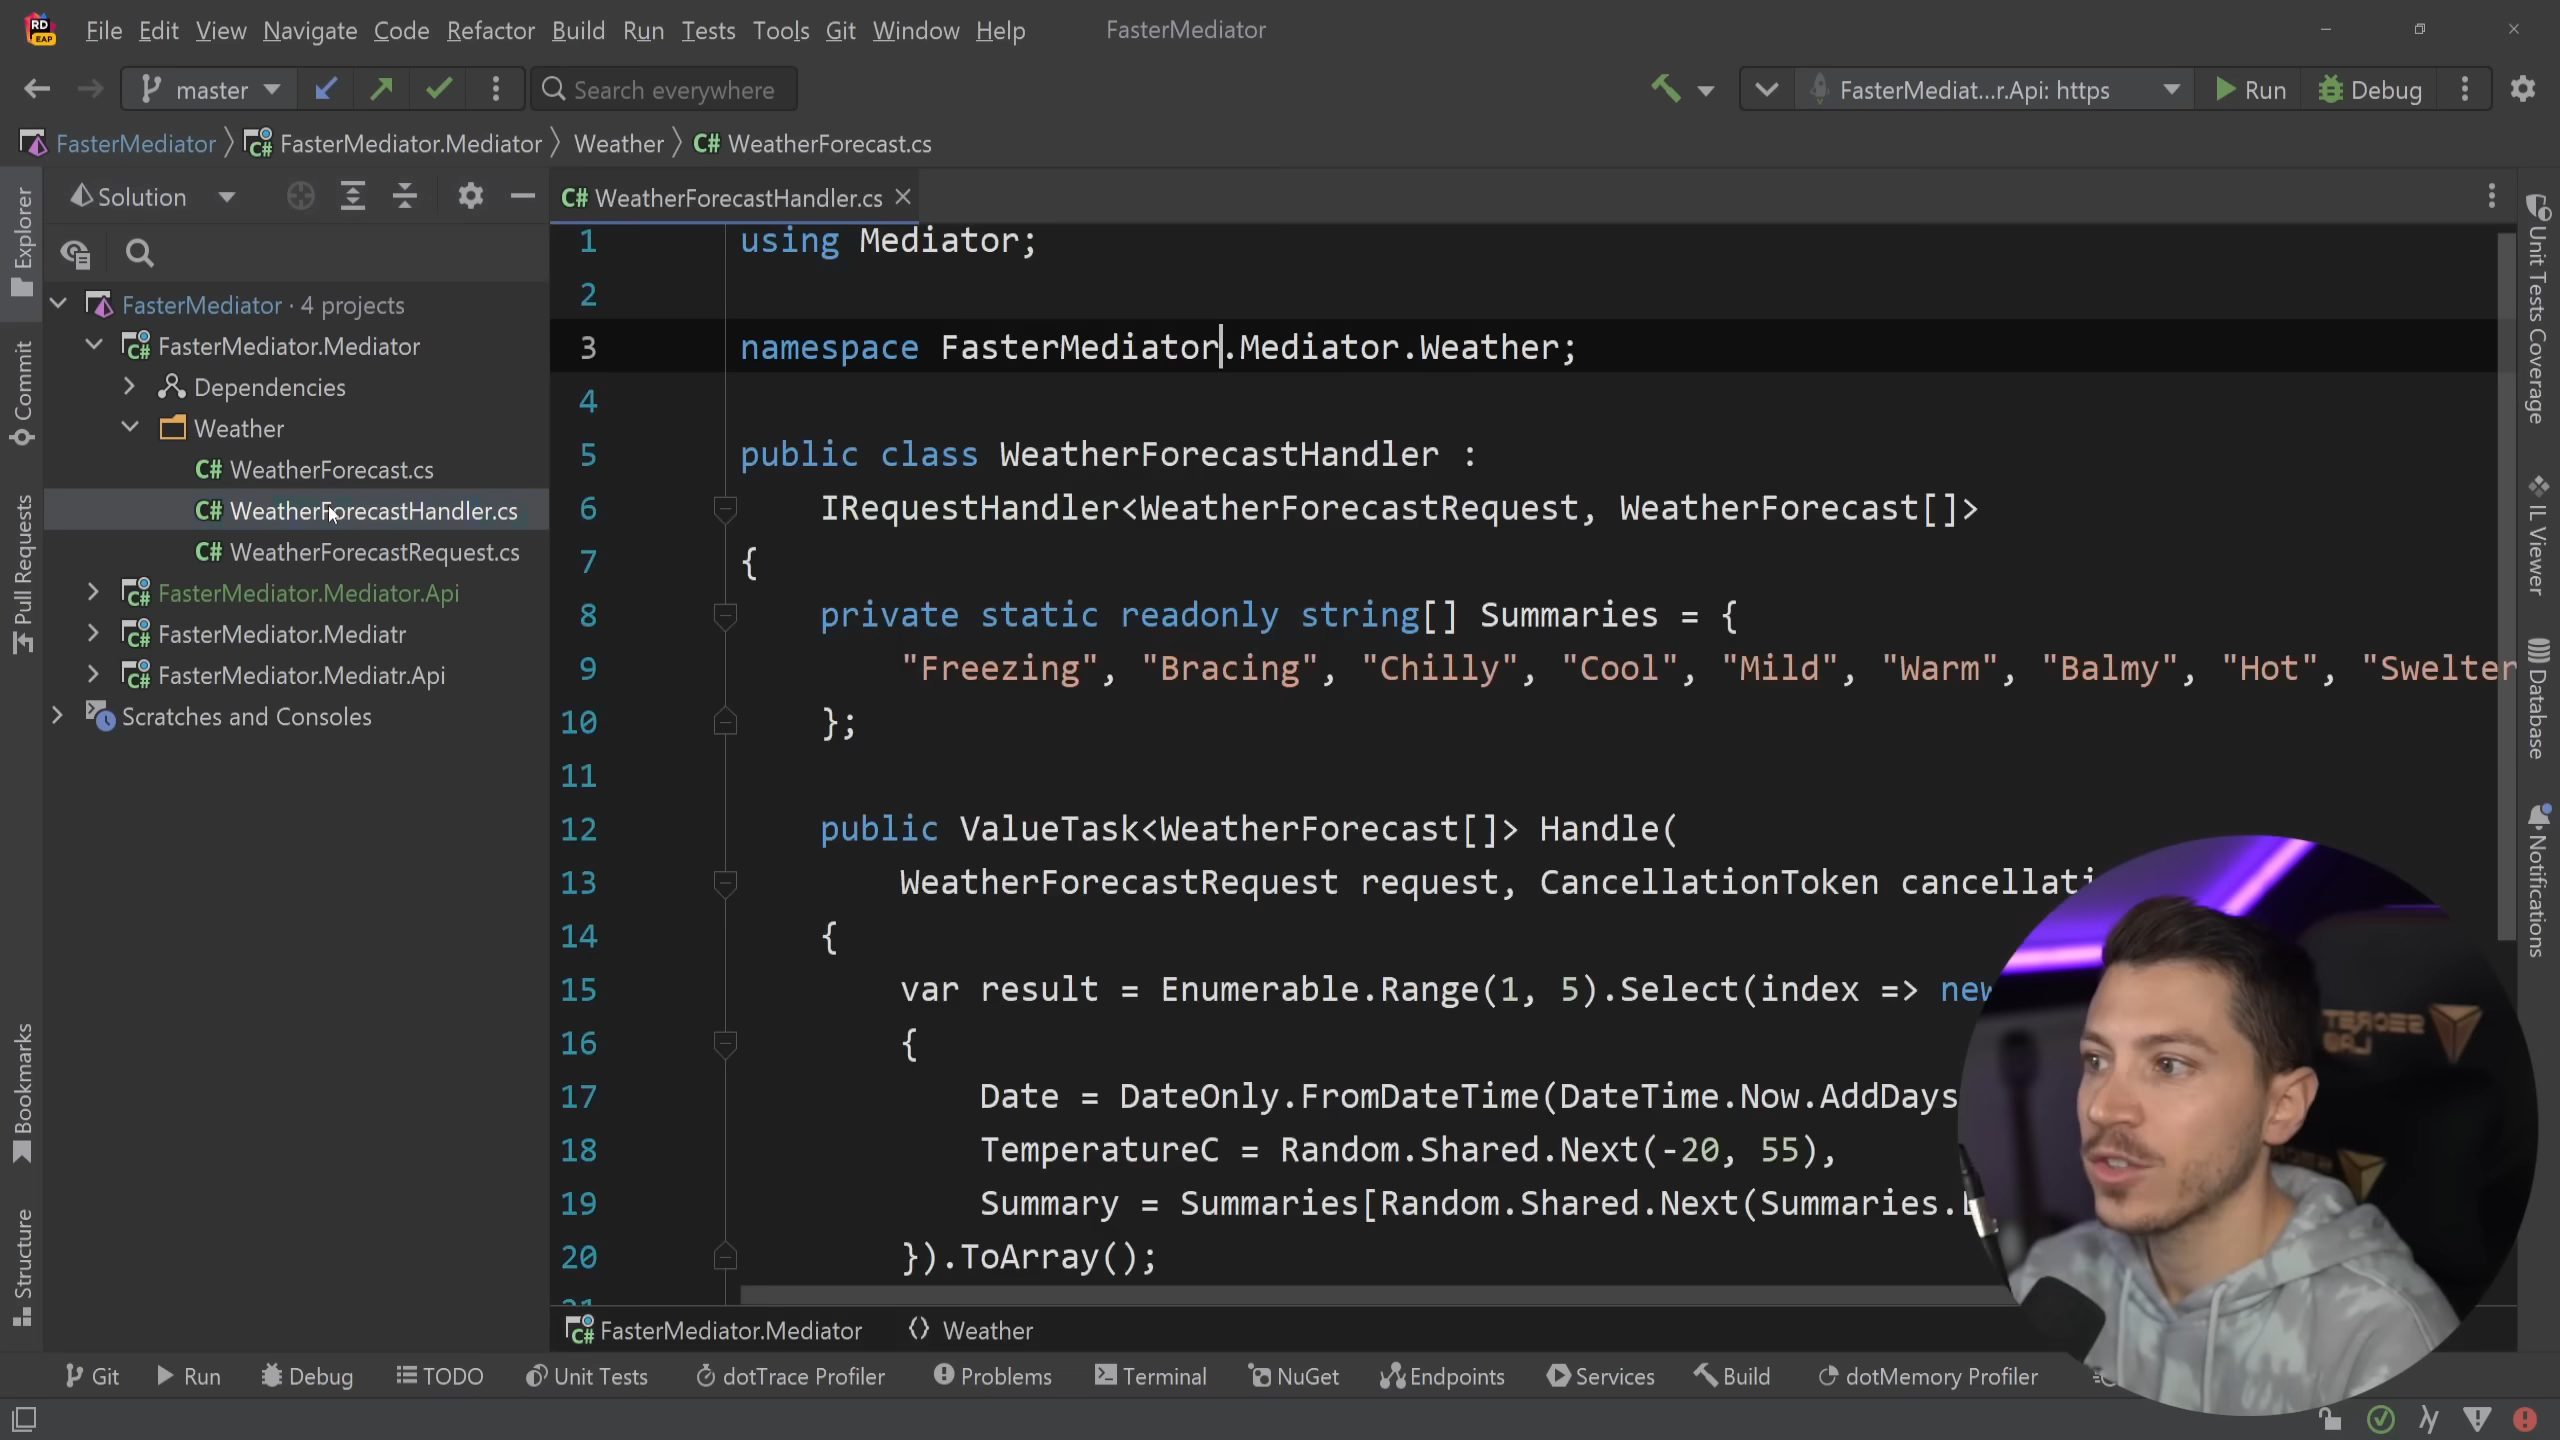 RD EAP File Edit View Navigate Code Refactor Build Run Tests Tools Git Window Help FasterMediator
master Search everywhere FasterMediat...r.Api: https Run Debug
FasterMediator FasterMediator.Mediator Weather C# WeatherForecast.cs
Solution
C# WeatherForecastHandler.cs
FasterMediator · 4 projects
C# FasterMediator.Mediator
Dependencies
Weather
C# WeatherForecast.cs
C# WeatherForecastHandler.cs
C# WeatherForecastRequest.cs
C# FasterMediator.Mediator.Api
C# FasterMediator.Mediatr
C# FasterMediator.Mediatr.Api
Scratches and Consoles
Explorer
Commit
Pull Requests
Bookmarks
Structure
1 using Mediator;
2
3 namespace FasterMediator.Mediator.Weather;
4
5 public class WeatherForecastHandler :
6 IRequestHandler<WeatherForecastRequest, WeatherForecast[]>
7 {
8 private static readonly string[] Summaries = {
9 "Freezing", "Bracing", "Chilly", "Cool", "Mild", "Warm", "Balmy", "Hot", "Swelter
10 };
11
12 public ValueTask<WeatherForecast[]> Handle(
13 WeatherForecastRequest request, CancellationToken cancellati
14 {
15 var result = Enumerable.Range(1, 5).Select(index => new
16 {
17 Date = DateOnly.FromDateTime(DateTime.Now.AddDays
18 TemperatureC = Random.Shared.Next(-20, 55),
19 Summary = Summaries[Random.Shared.Next(Summaries.
20 }).ToArray();
21
Unit Tests Coverage
IL Viewer
Database
Notifications
SECRET
LAB
C# FasterMediator.Mediator Weather
Git Run Debug TODO Unit Tests dotTrace Profiler Problems Terminal NuGet Endpoints Services Build dotMemory Profiler